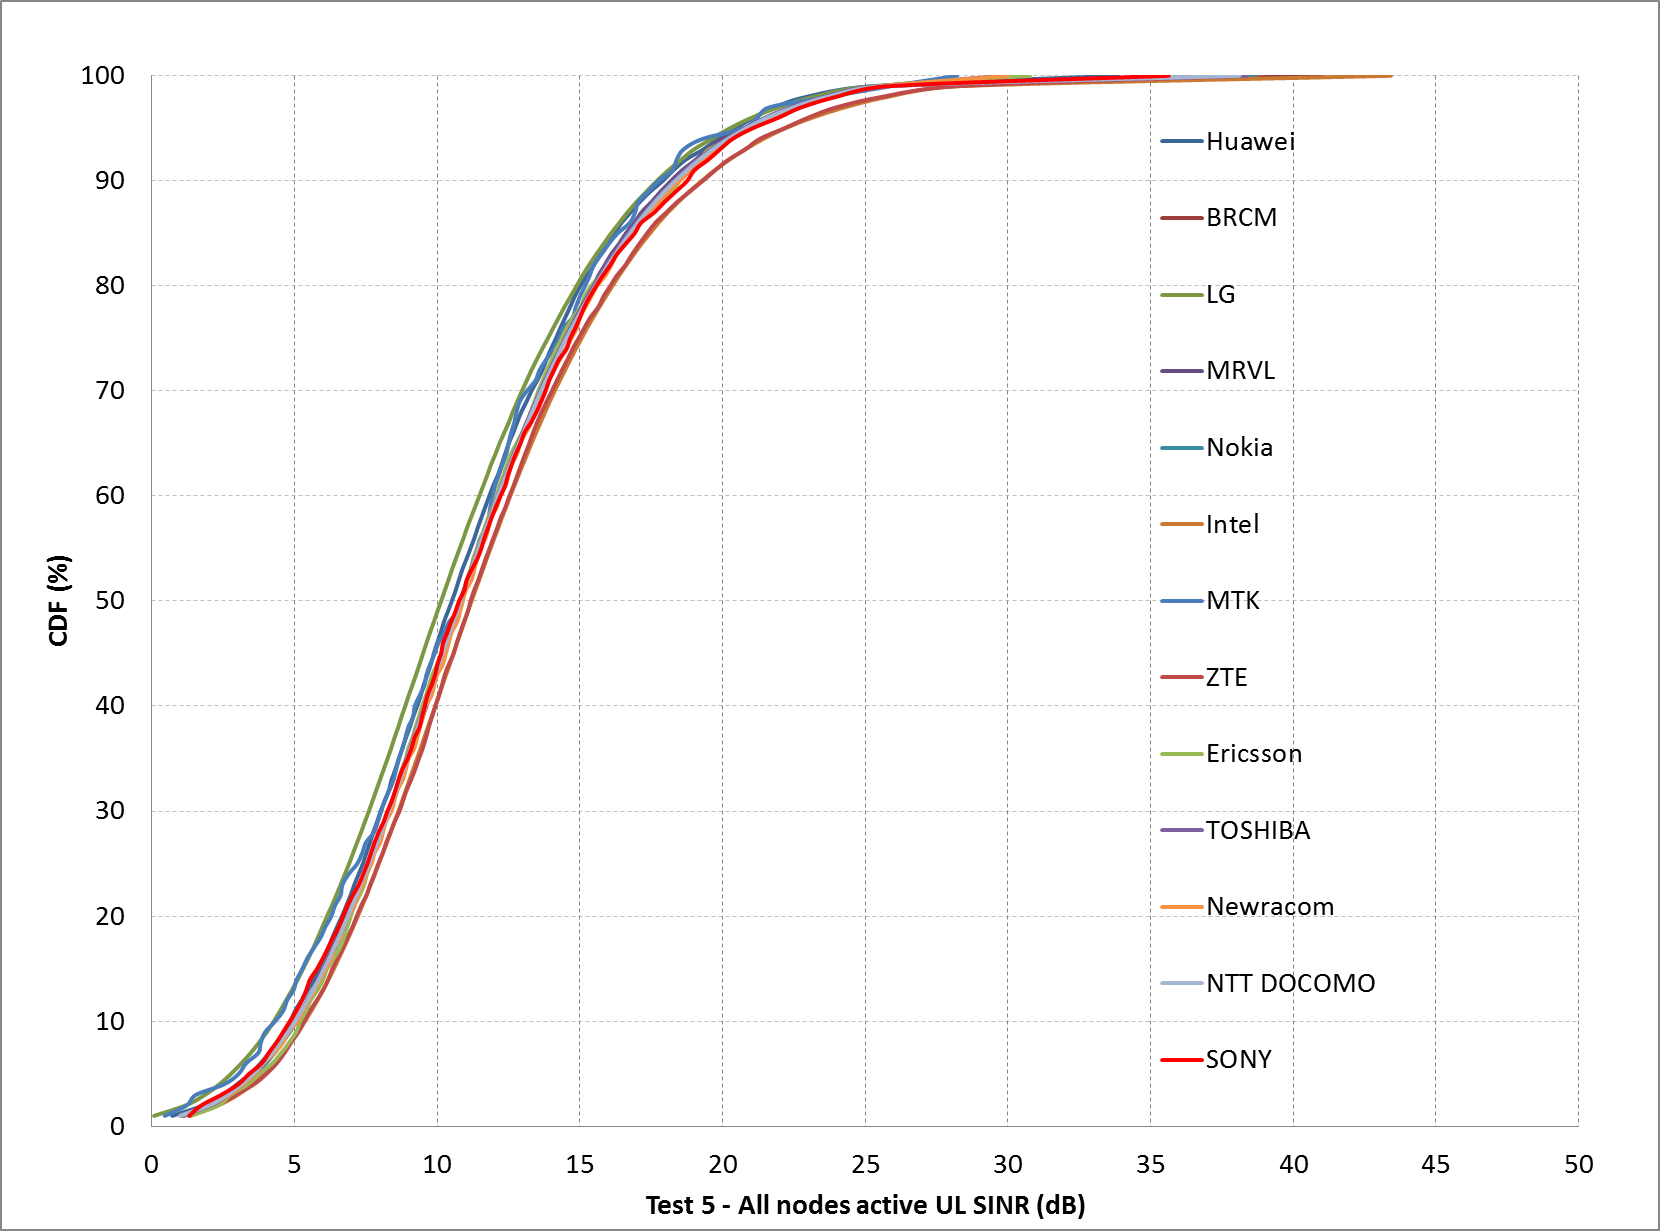 100
90
80
70
60
50
40
30
20
10
0
CDF (%)
Huawei
BRCM
LG
MRVL
Nokia
Intel
MTK
ZTE
Ericsson
TOSHIBA
Newracom
NTT DOCOMO
SONY
0 5 10 15 20 25 30 35 40 45 50
Test 5 - All nodes active UL SINR (dB)